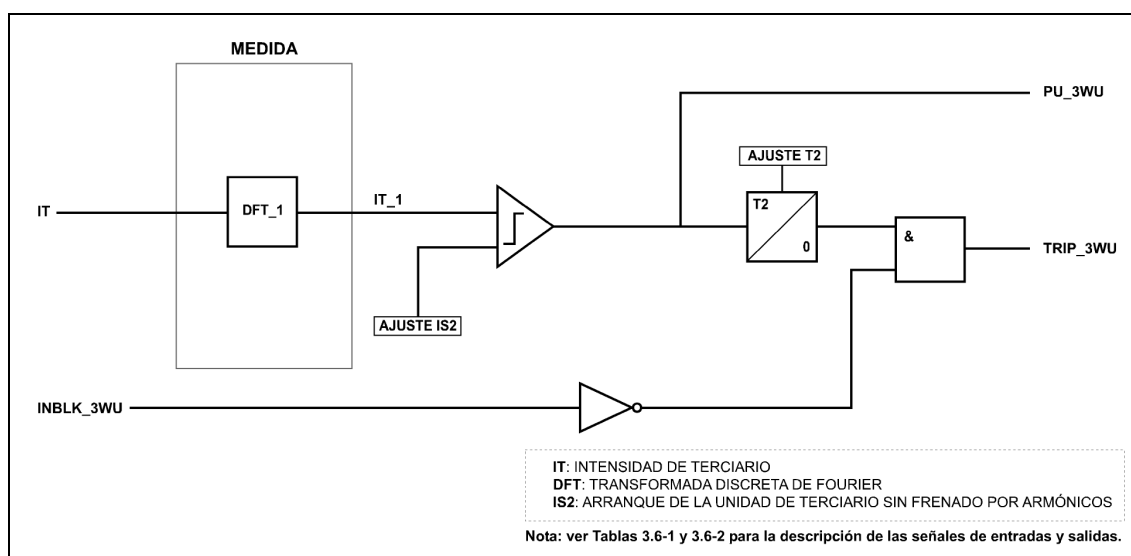 MEDIDA
PU_3WU
AJUSTE T2
IT
DFT_1
IT_1
T2
0
&
TRIP_3WU
AJUSTE IS2
INBLK_3WU
IT: INTENSIDAD DE TERCIARIO
DFT: TRANSFORMADA DISCRETA DE FOURIER
IS2: ARRANQUE DE LA UNIDAD DE TERCIARIO SIN FRENADO POR ARMÓNICOS
Nota: ver Tablas 3.6-1 y 3.6-2 para la descripción de las señales de entradas y salidas.